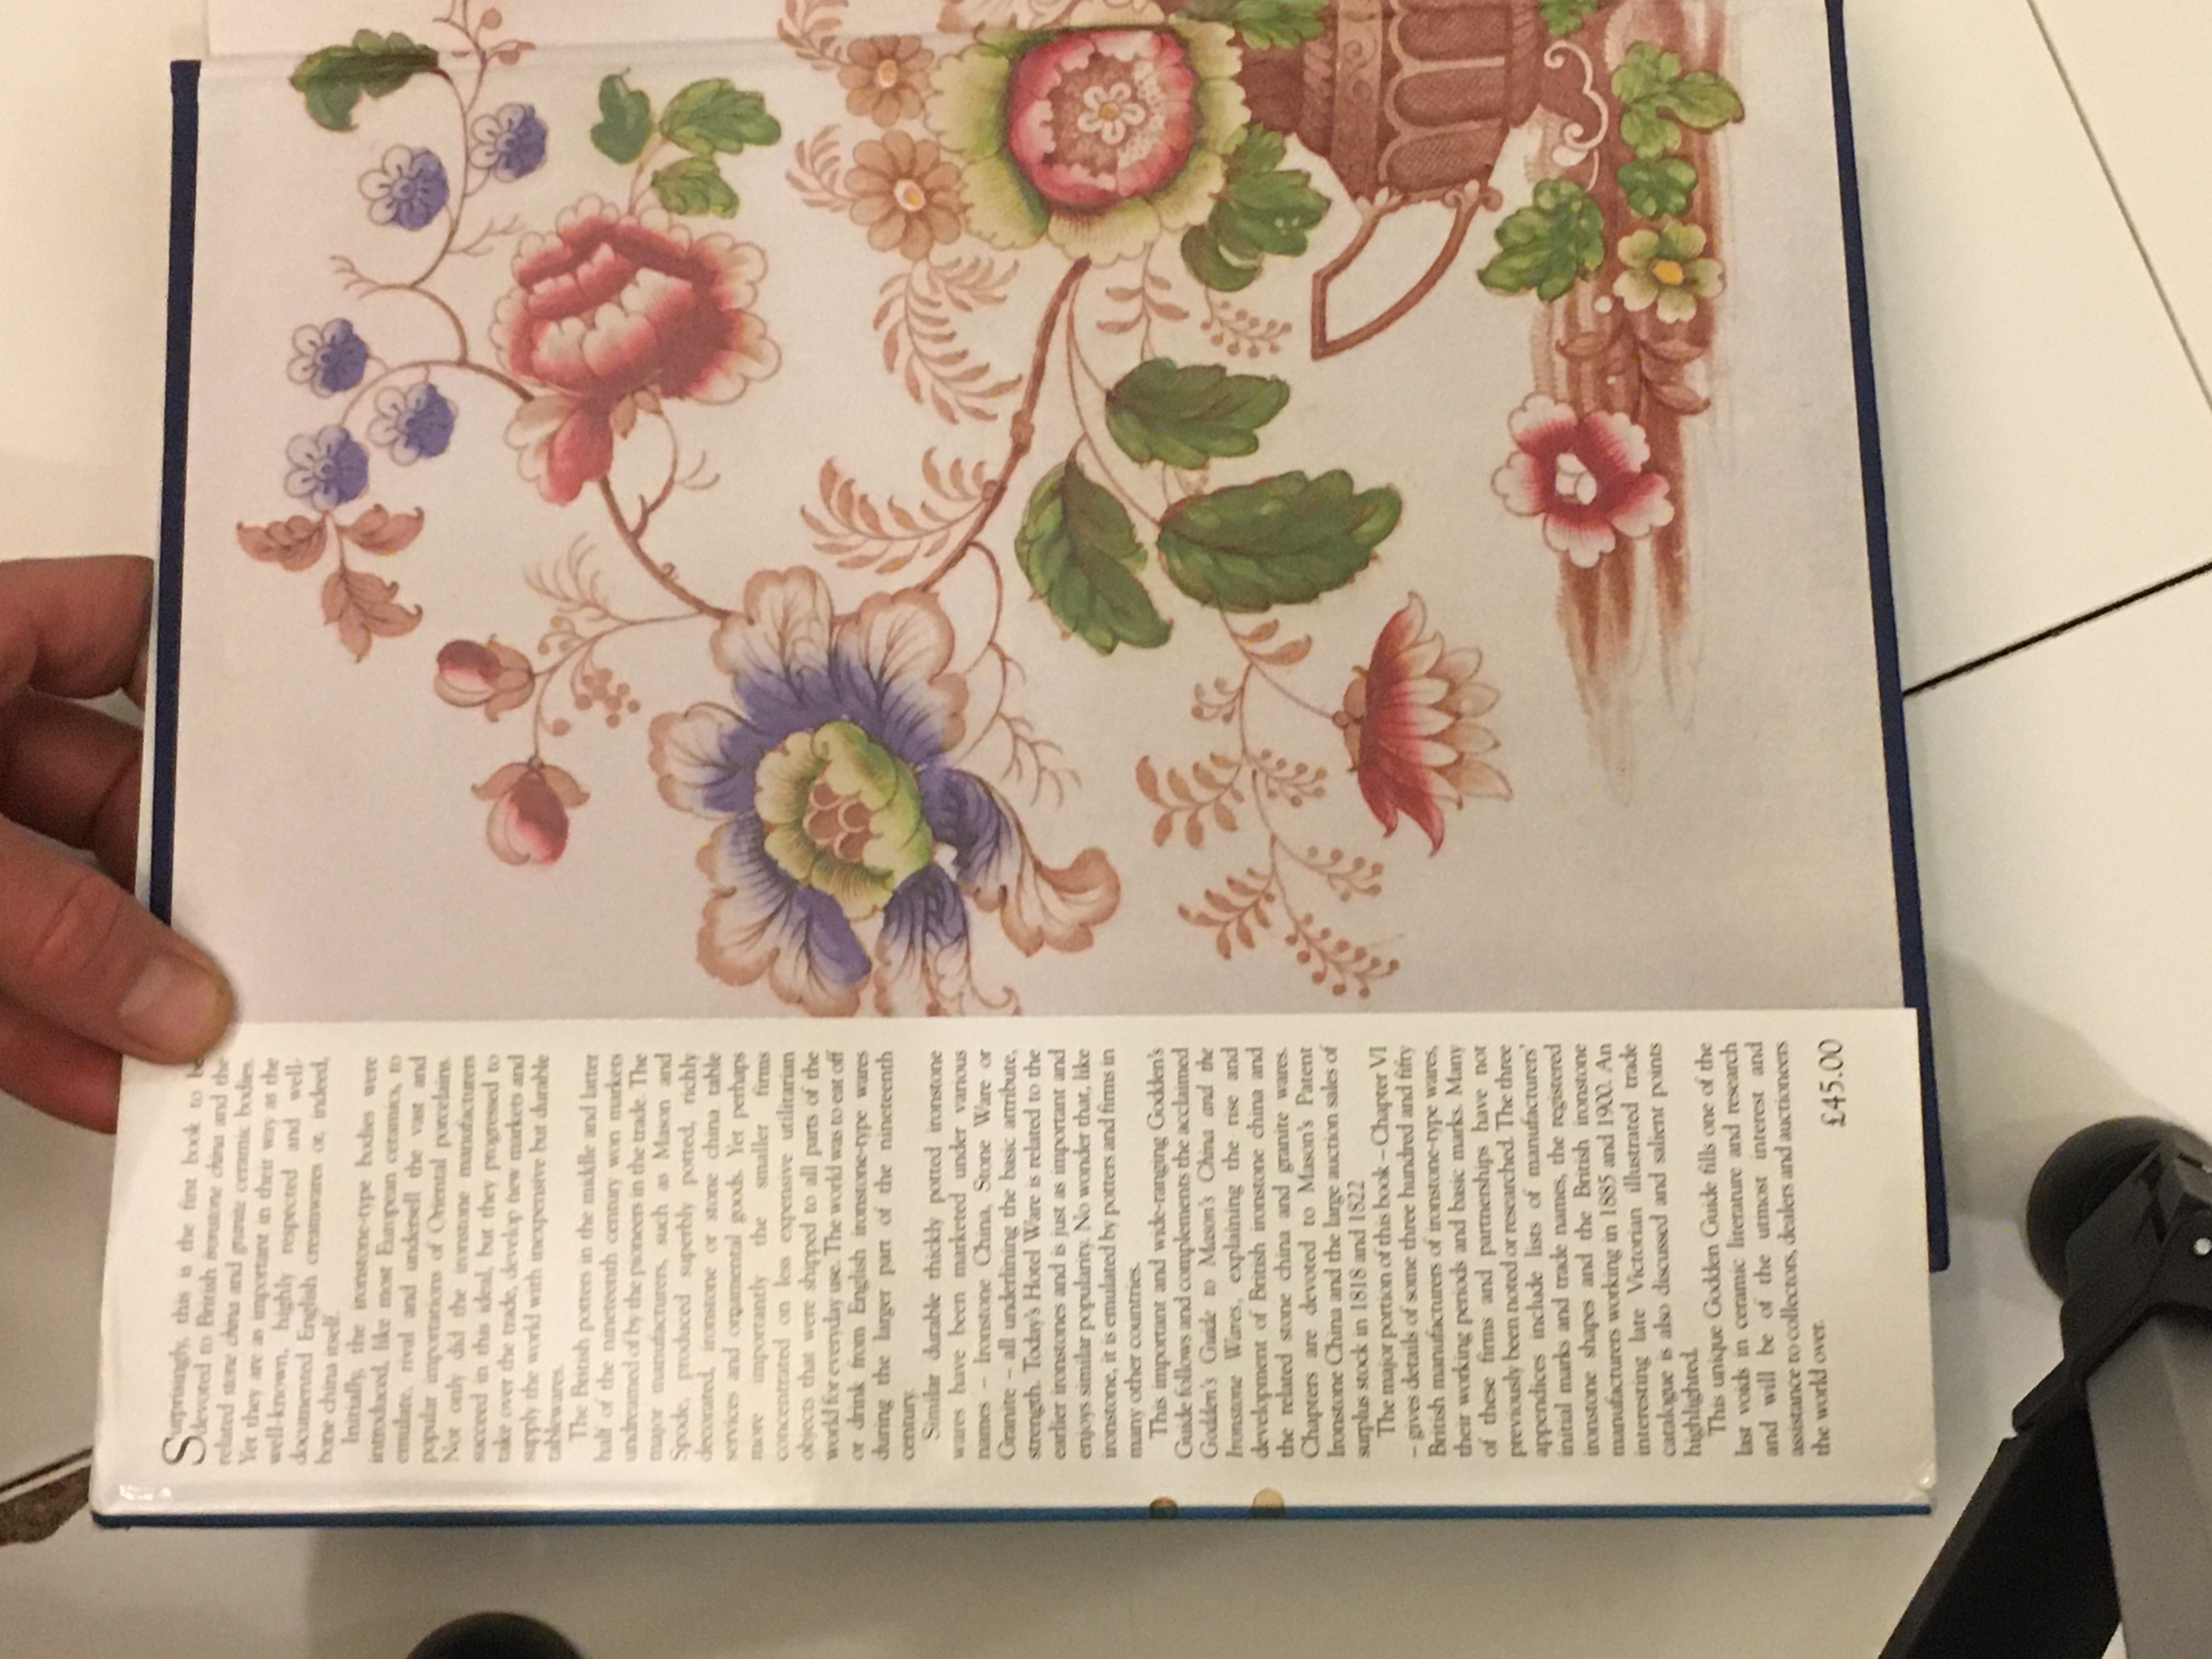 Surprisingly, this is the first book to be
devoted to British ironstone china and the
related stone china and granite ceramic bodies.
Yet they are as important in their way as the
well-known, highly respected and well-
documented English creamwares or, indeed,
bone china itself.
Initially, the ironstone-type bodies were
introduced, like most European ceramics, to
emulate, rival and undersell the vast and
popular importations of Oriental porcelains.
Not only did the ironstone manufacturers
succeed in this ideal, but they progressed to
take over the trade, develop new markets and
supply the world with inexpensive but durable
tablewares.
The British potters in the middle and latter
half of the nineteenth century won markets
undreamed of by the pioneers in the trade. The
major manufacturers, such as Mason and
Spode, produced superbly potted, richly
decorated, ironstone or stone china table
services and ornamental goods. Yet perhaps
more importantly the smaller firms
concentrated on less expensive utilitarian
objects that were shipped to all parts of the
world for everyday use. The world was to eat off
or drink from English ironstone-type wares
during the larger part of the nineteenth
century.
Similar durable thickly potted ironstone
wares have been marketed under various
names – Ironstone China, Stone Ware or
Granite – all underlining the basic attribute,
strength. Today's Hotel Ware is related to the
earlier ironstones and is just as important and
enjoys similar popularity. No wonder that, like
ironstone, it is emulated by potters and firms in
many other countries.
This important and wide-ranging Godden's
Guide follows and complements the acclaimed
Godden's Guide to Mason's China and the
Ironstone Wares, explaining the rise and
development of British ironstone china and
the related stone china and granite wares.
Chapters are devoted to Mason's Patent
Ironstone China and the large auction sales of
surplus stock in 1818 and 1822
The major portion of this book – Chapter VI
– gives details of some three hundred and fifty
British manufacturers of ironstone-type wares,
their working periods and basic marks. Many
of these firms and partnerships have not
previously been noted or researched. The three
appendices include lists of manufacturers'
initial marks and trade names, the registered
ironstone shapes and the British ironstone
manufacturers working in 1885 and 1900. An
interesting late Victorian illustrated trade
catalogue is also discussed and salient points
highlighted.
This unique Godden Guide fills one of the
last voids in ceramic literature and research
and will be of the utmost interest and
assistance to collectors, dealers and auctioneers
the world over.
£45.00